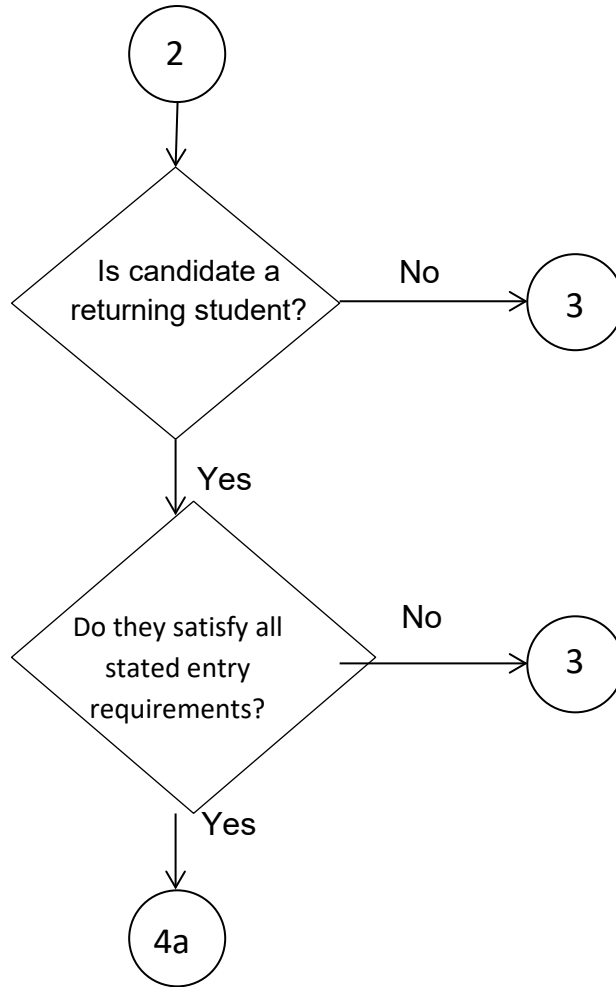 2
Is candidate a
returning student?
No
3
Yes
Do they satisfy all
stated entry
requirements?
No
3
Yes
4a